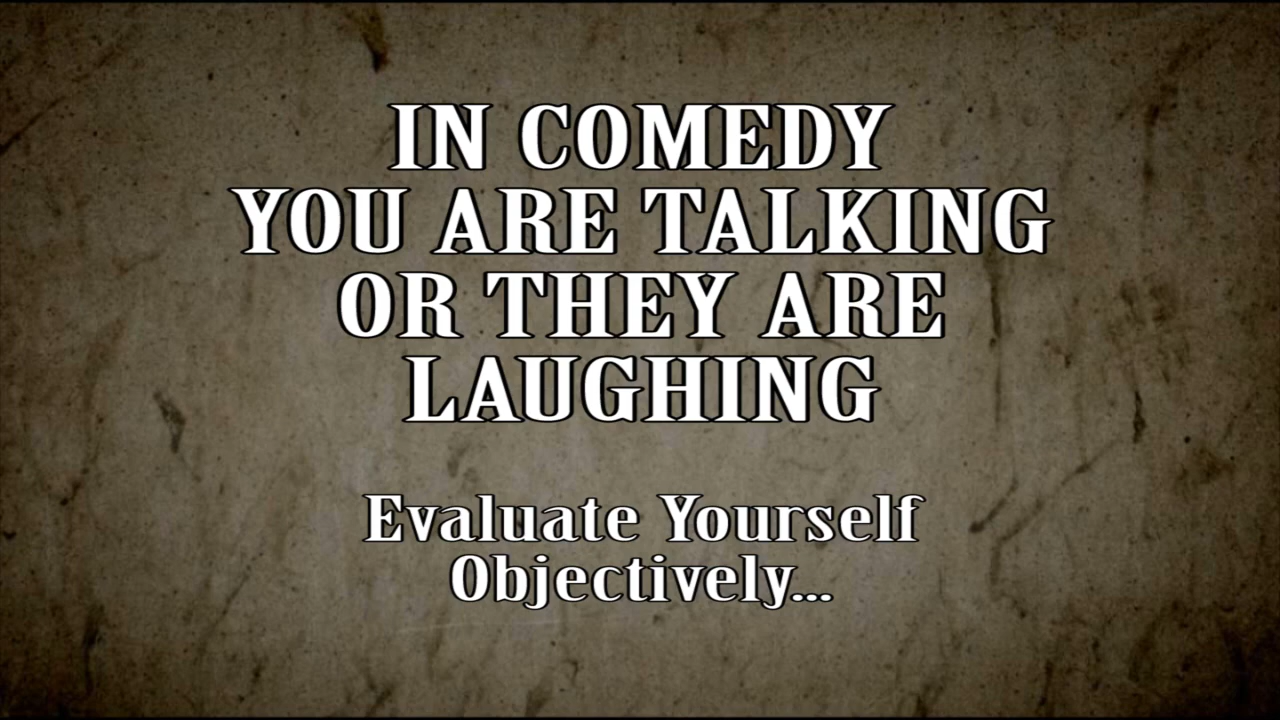 IN COMEDY
YOU ARE TALKING
OR THEY ARE
LAUGHING
Evaluate Yourself
Objectively...